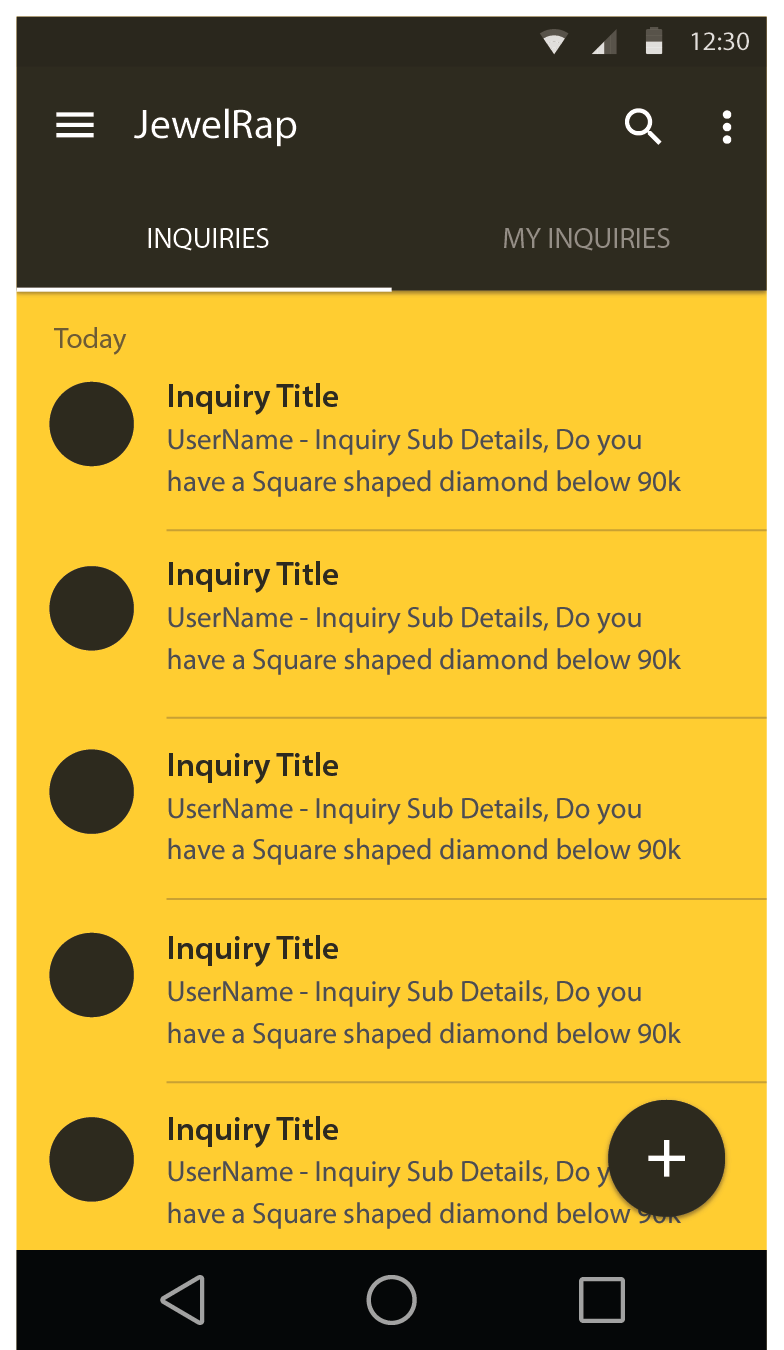 12:30
JewelRap
INQUIRIES MY INQUIRIES
Today
Inquiry Title
UserName - Inquiry Sub Details, Do you
have a Square shaped diamond below 90k
Inquiry Title
UserName - Inquiry Sub Details, Do you
have a Square shaped diamond below 90k
Inquiry Title
UserName - Inquiry Sub Details, Do you
have a Square shaped diamond below 90k
Inquiry Title
UserName - Inquiry Sub Details, Do you
have a Square shaped diamond below 90k
Inquiry Title
UserName - Inquiry Sub Details, Do
have a Square shaped diamond below 90k